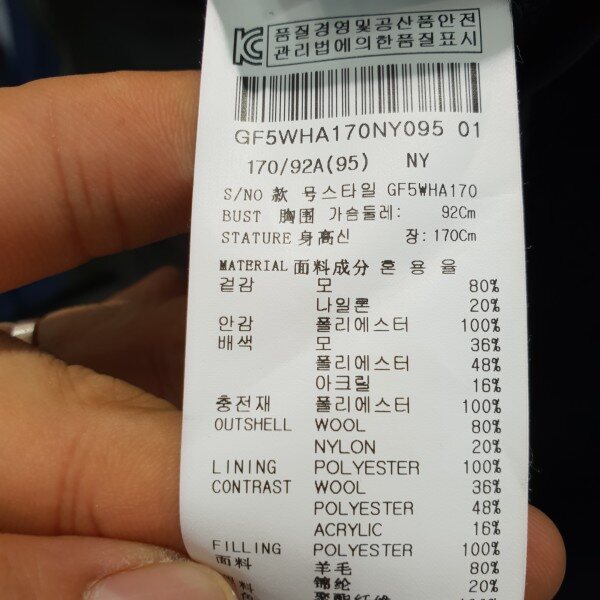 품질경영및공산품안전
관리법에의한품질표시
GF5WHA170NY095 01
170/92A(95) NY
S/NO 款 号스타일 GF5WHA170
BUST 胸围 가슴둘레: 92Cm
STATURE 身高신 장: 170Cm
MATERIAL 面料成分 혼 용 율
겉감 모 80%
나일론 20%
안감 폴리에스터 100%
배색 모 36%
폴리에스터 48%
아크릴 16%
충전재 폴리에스터 100%
OUTSHELL WOOL 80%
NYLON 20%
LINING POLYESTER 100%
CONTRAST WOOL 36%
POLYESTER 48%
ACRYLIC 16%
FILLING POLYESTER 100%
面料 羊毛 80%
锦纶 20%